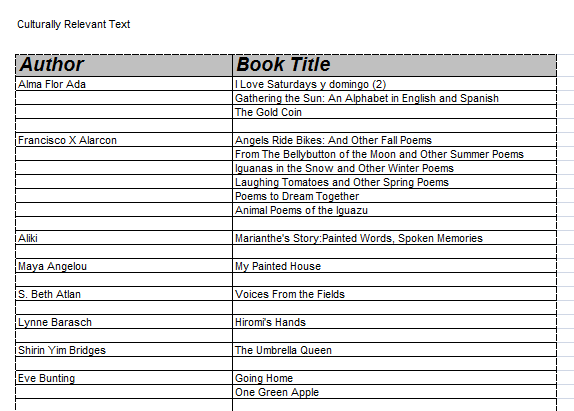 Culturally Relevant Text
Author Book Title
Alma Flor Ada I Love Saturdays y domingo (2)
Gathering the Sun: An Alphabet in English and Spanish
The Gold Coin
Francisco X Alarcon Angels Ride Bikes: And Other Fall Poems
From The Bellybutton of the Moon and Other Summer Poems
Iguanas in the Snow and Other Winter Poems
Laughing Tomatoes and Other Spring Poems
Poems to Dream Together
Animal Poems of the Iguazu
Aliki Marianthe's Story:Painted Words, Spoken Memories
Maya Angelou My Painted House
S. Beth Atlan Voices From the Fields
Lynne Barasch Hiromi's Hands
Shirin Yim Bridges The Umbrella Queen
Eve Bunting Going Home
One Green Apple